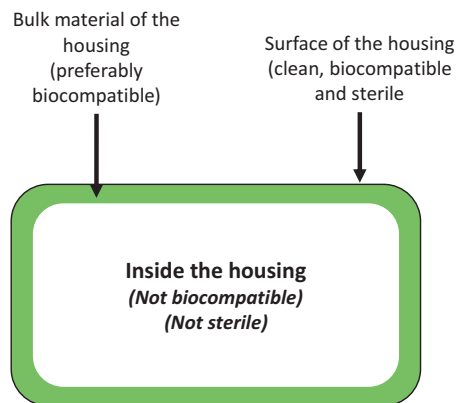 Bulk material of the
housing
(preferably
biocompatible)
Surface of the housing
(clean, biocompatible
and sterile
Inside the housing
(Not biocompatible)
(Not sterile)